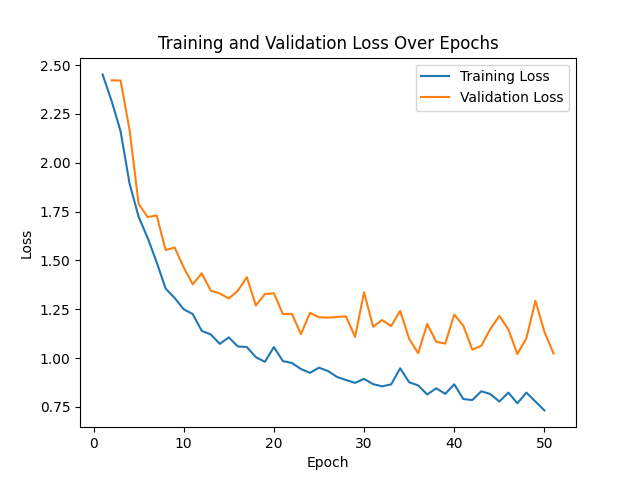 Training and Validation Loss Over Epochs
2.50
2.25
2.00
1.75
1.50
1.25
1.00
0.75
Loss
Training Loss
Validation Loss
0 10 20 30 40 50
Epoch